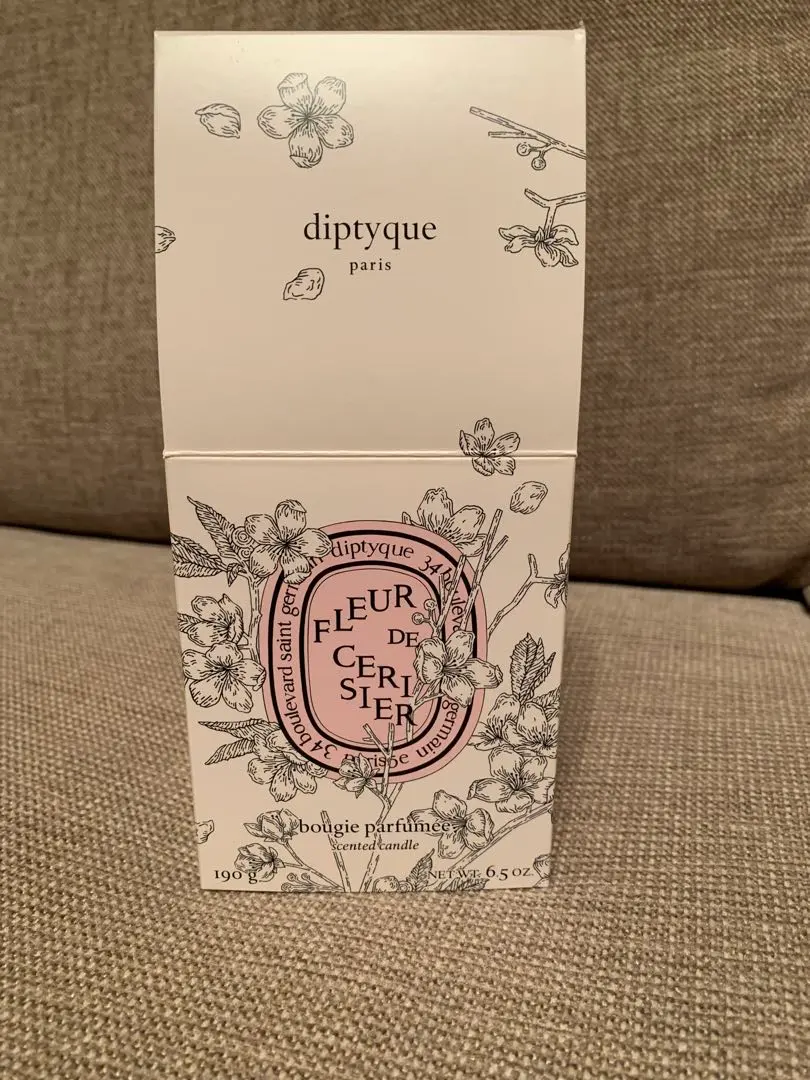 diptyque
paris
diptyque 34
34 boulevard saint
germain
FLEUR
DE
CERI
SIER
bougie parfumée
scented candle
190 g
NET WT. 6.5 OZ